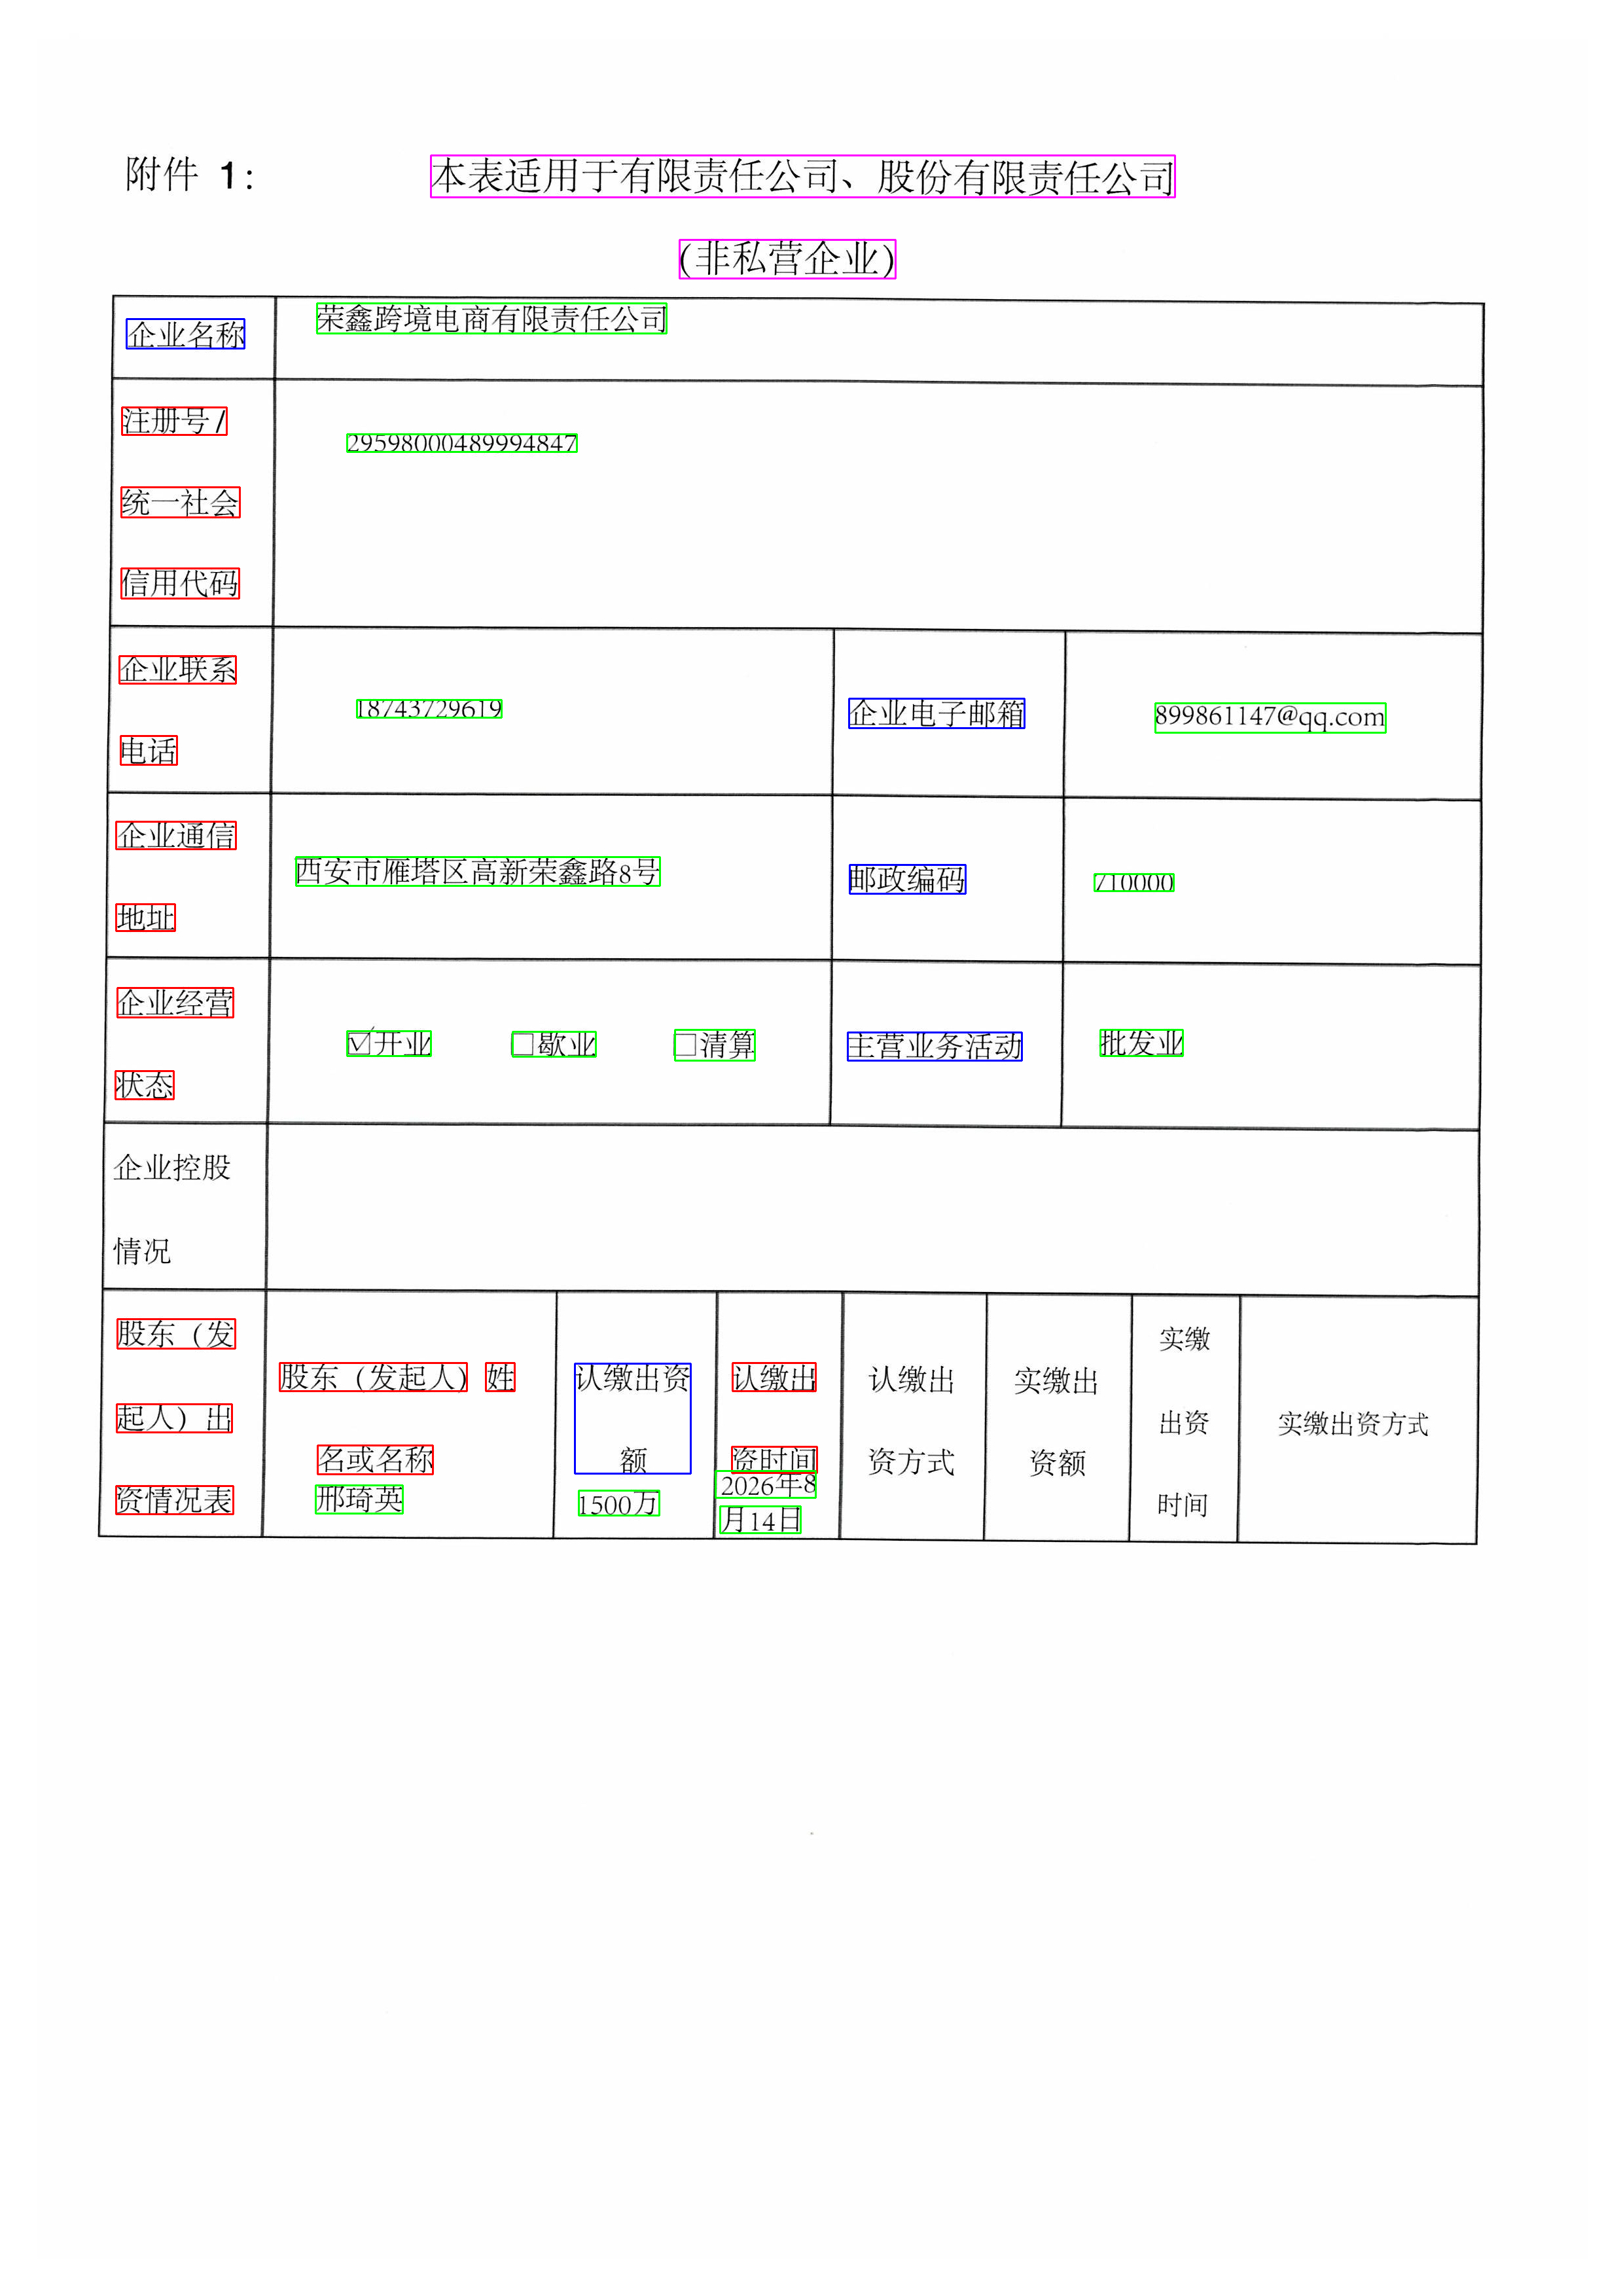 附件 1：
本表适用于有限责任公司、股份有限责任公司
(非私营企业)
企业名称
荣鑫跨境电商有限责任公司
注册号/
统一社会
信用代码
29598000489994847
企业联系
电话
18743729619
企业电子邮箱
899861147@qq.com
企业通信
地址
西安市雁塔区高新荣鑫路8号
邮政编码
710000
企业经营
状态
☑开业 □歇业 □清算
主营业务活动
批发业
企业控股
情况
股东（发
起人）出
资情况表
股东（发起人）姓
名或名称
邢琦英
认缴出资
额
1500万
认缴出
资时间
2026年8
月14日
认缴出
资方式
实缴出
资额
实缴
出资
时间
实缴出资方式